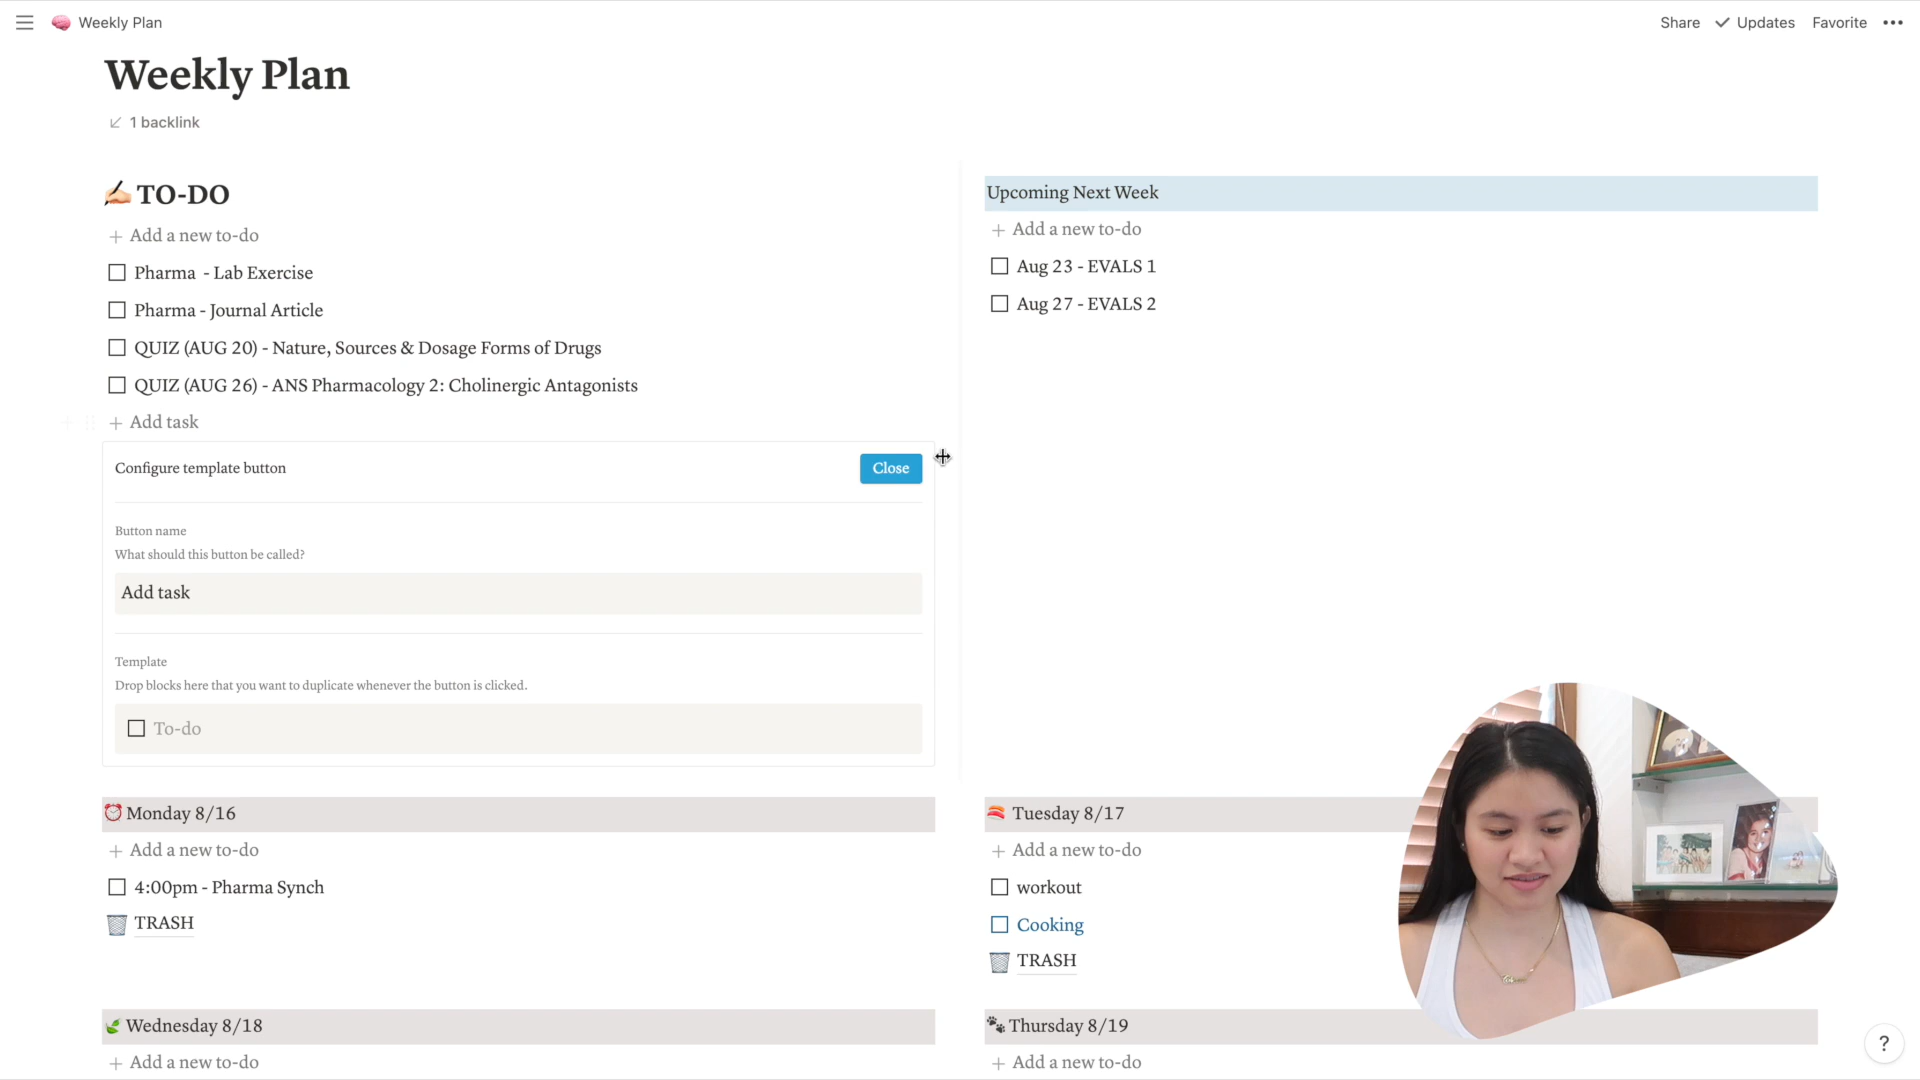 Weekly Plan
Share
Updates
Favorite
Weekly Plan
1 backlink
TO-DO
Add a new to-do
Pharma - Lab Exercise
Pharma - Journal Article
QUIZ (AUG 20) - Nature, Sources & Dosage Forms of Drugs
QUIZ (AUG 26) - ANS Pharmacology 2: Cholinergic Antagonists
Add task
Configure template button
Close
Button name
What should this button be called?
Add task
Template
Drop blocks here that you want to duplicate whenever the button is clicked.
To-do
Upcoming Next Week
Add a new to-do
Aug 23 - EVALS 1
Aug 27 - EVALS 2
Monday 8/16
Add a new to-do
4:00pm - Pharma Synch
TRASH
Tuesday 8/17
Add a new to-do
workout
Cooking
TRASH
Wednesday 8/18
Add a new to-do
Thursday 8/19
Add a new to-do
?